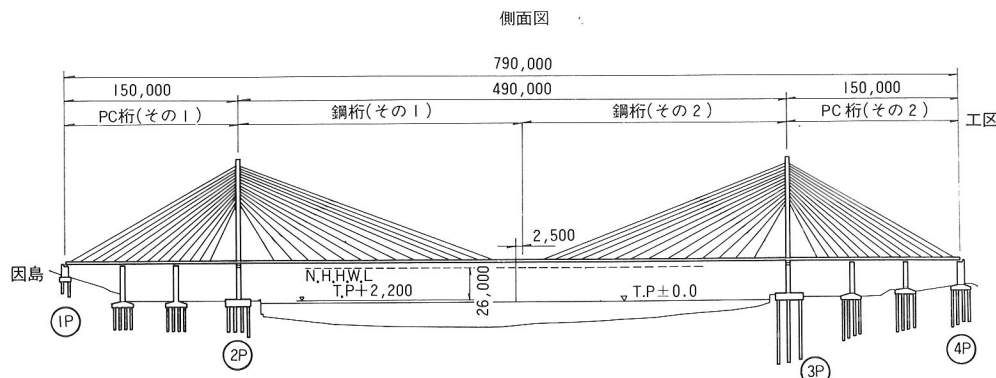 側面図
790,000
150,000 490,000 150,000
PC桁(その1) 鋼桁(その1) 鋼桁(その2) PC桁(その2) 工区
2,500
因島
N.H.H.W.L
T.P+2,200 26,000 T.P±0.0
1P 2P 3P 4P